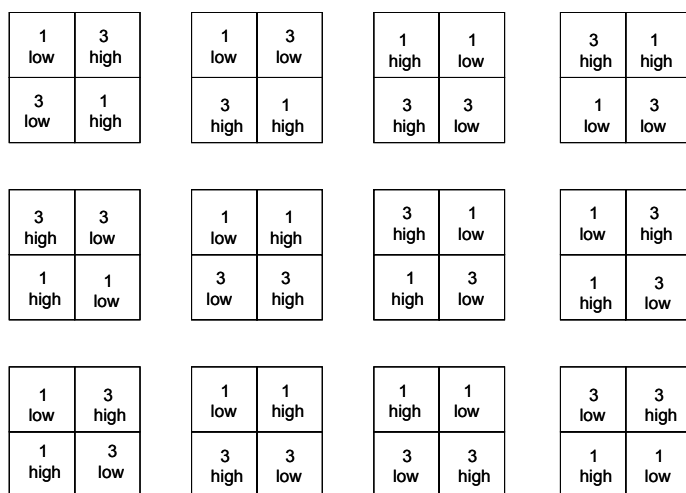 1 3 1 3 1 1 3 1
low high low low high low high high
3 1 3 1 3 3 1 3
low high high high high low low low
3 3 1 1 3 1 1 3
high low low high high low low high
1 1 3 3 1 3 1 3
high low low high high low high low
1 3 1 1 1 1 3 3
low high low high high low low high
1 3 3 3 3 3 1 1
high low high low low high high low